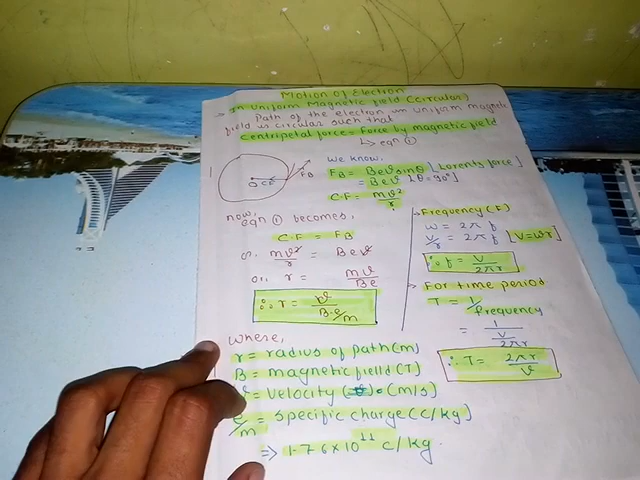 Motion of Electron
→ In Uniform Magnetic field (circular)
Path of the electron in uniform magnetic
field is circular such that
Centripetal force = Force by magnetic field
↳ eqn ①
O CF FB
we know,
FB = Bev sinθ [Lorents force]
= Bev [θ = 90°]
C.F = mv²/r
now,
eqn ① becomes,
C.F = FB
or, mv²/r = Bev
or, r = mv/Be
∴ r = v/B.e/m
where,
r = radius of path (m)
B = magnetic field (T)
v = velocity (m/s)
e/m = specific charge (c/kg)
⇒ 1.76 × 10¹¹ c/kg.
→ Frequency (F)
ω = 2π f
v/r = 2π f [V = ωr]
∴ f = v/2πr
→ For time period
T = 1/frequency
= 1/(v/2πr)
∴ T = 2πr/v